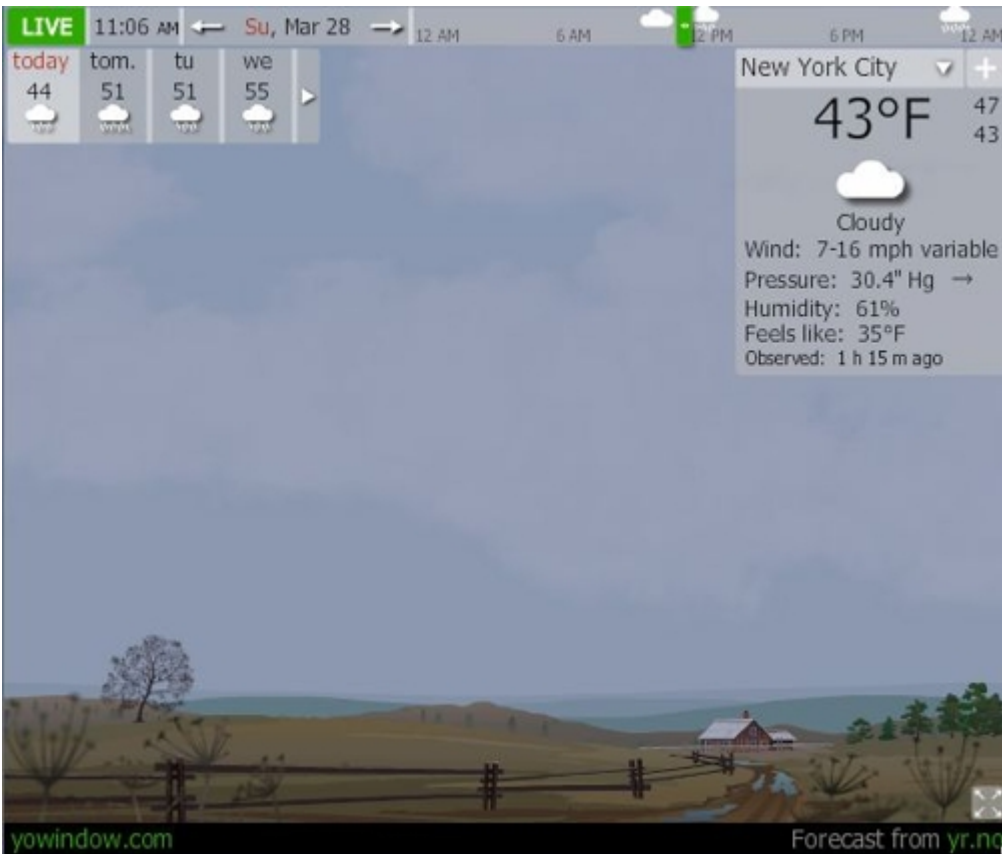 LIVE 11:06 AM Su, Mar 28 12 AM 6 AM 12 PM 6 PM 12 AM
today tom. tu we
44 51 51 55
New York City
43°F 47
43
Cloudy
Wind: 7-16 mph variable
Pressure: 30.4" Hg →
Humidity: 61%
Feels like: 35°F
Observed: 1 h 15 m ago
yowindow.com Forecast from yr.no